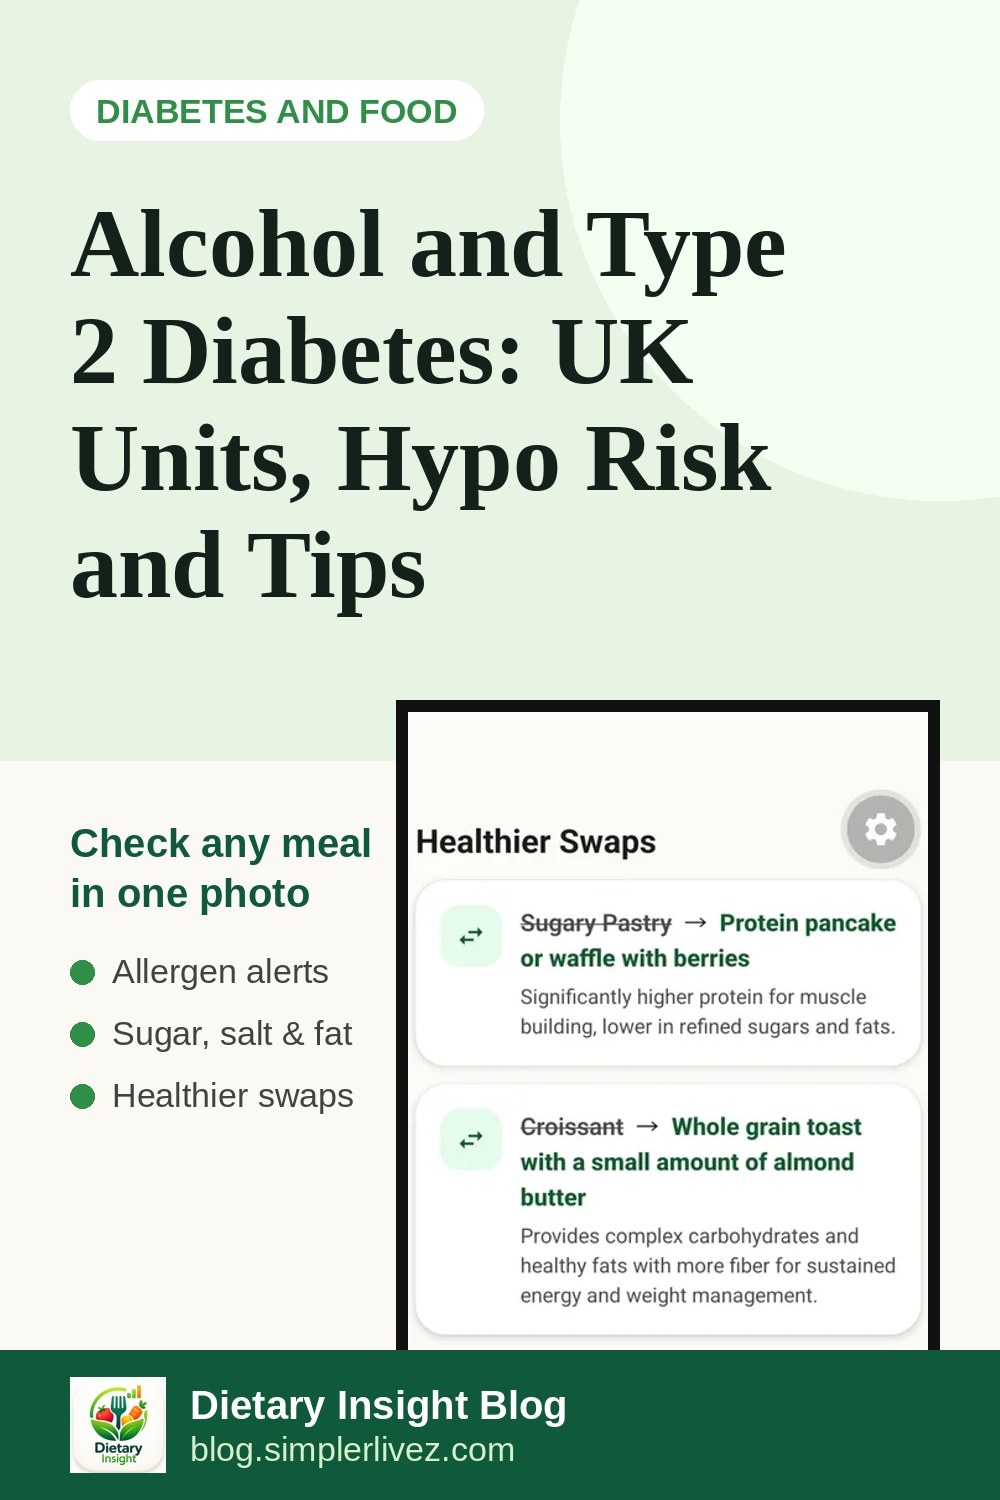 DIABETES AND FOOD
Alcohol and Type
2 Diabetes: UK
Units, Hypo Risk
and Tips
Check any meal
in one photo
Allergen alerts
Sugar, salt & fat
Healthier swaps
Healthier Swaps
Sugary Pastry → Protein pancake
or waffle with berries
Significantly higher protein for muscle
building, lower in refined sugars and fats.
Croissant → Whole grain toast
with a small amount of almond
butter
Provides complex carbohydrates and
healthy fats with more fiber for sustained
energy and weight management.
Dietary
Insight
Dietary Insight Blog
blog.simplerlivez.com